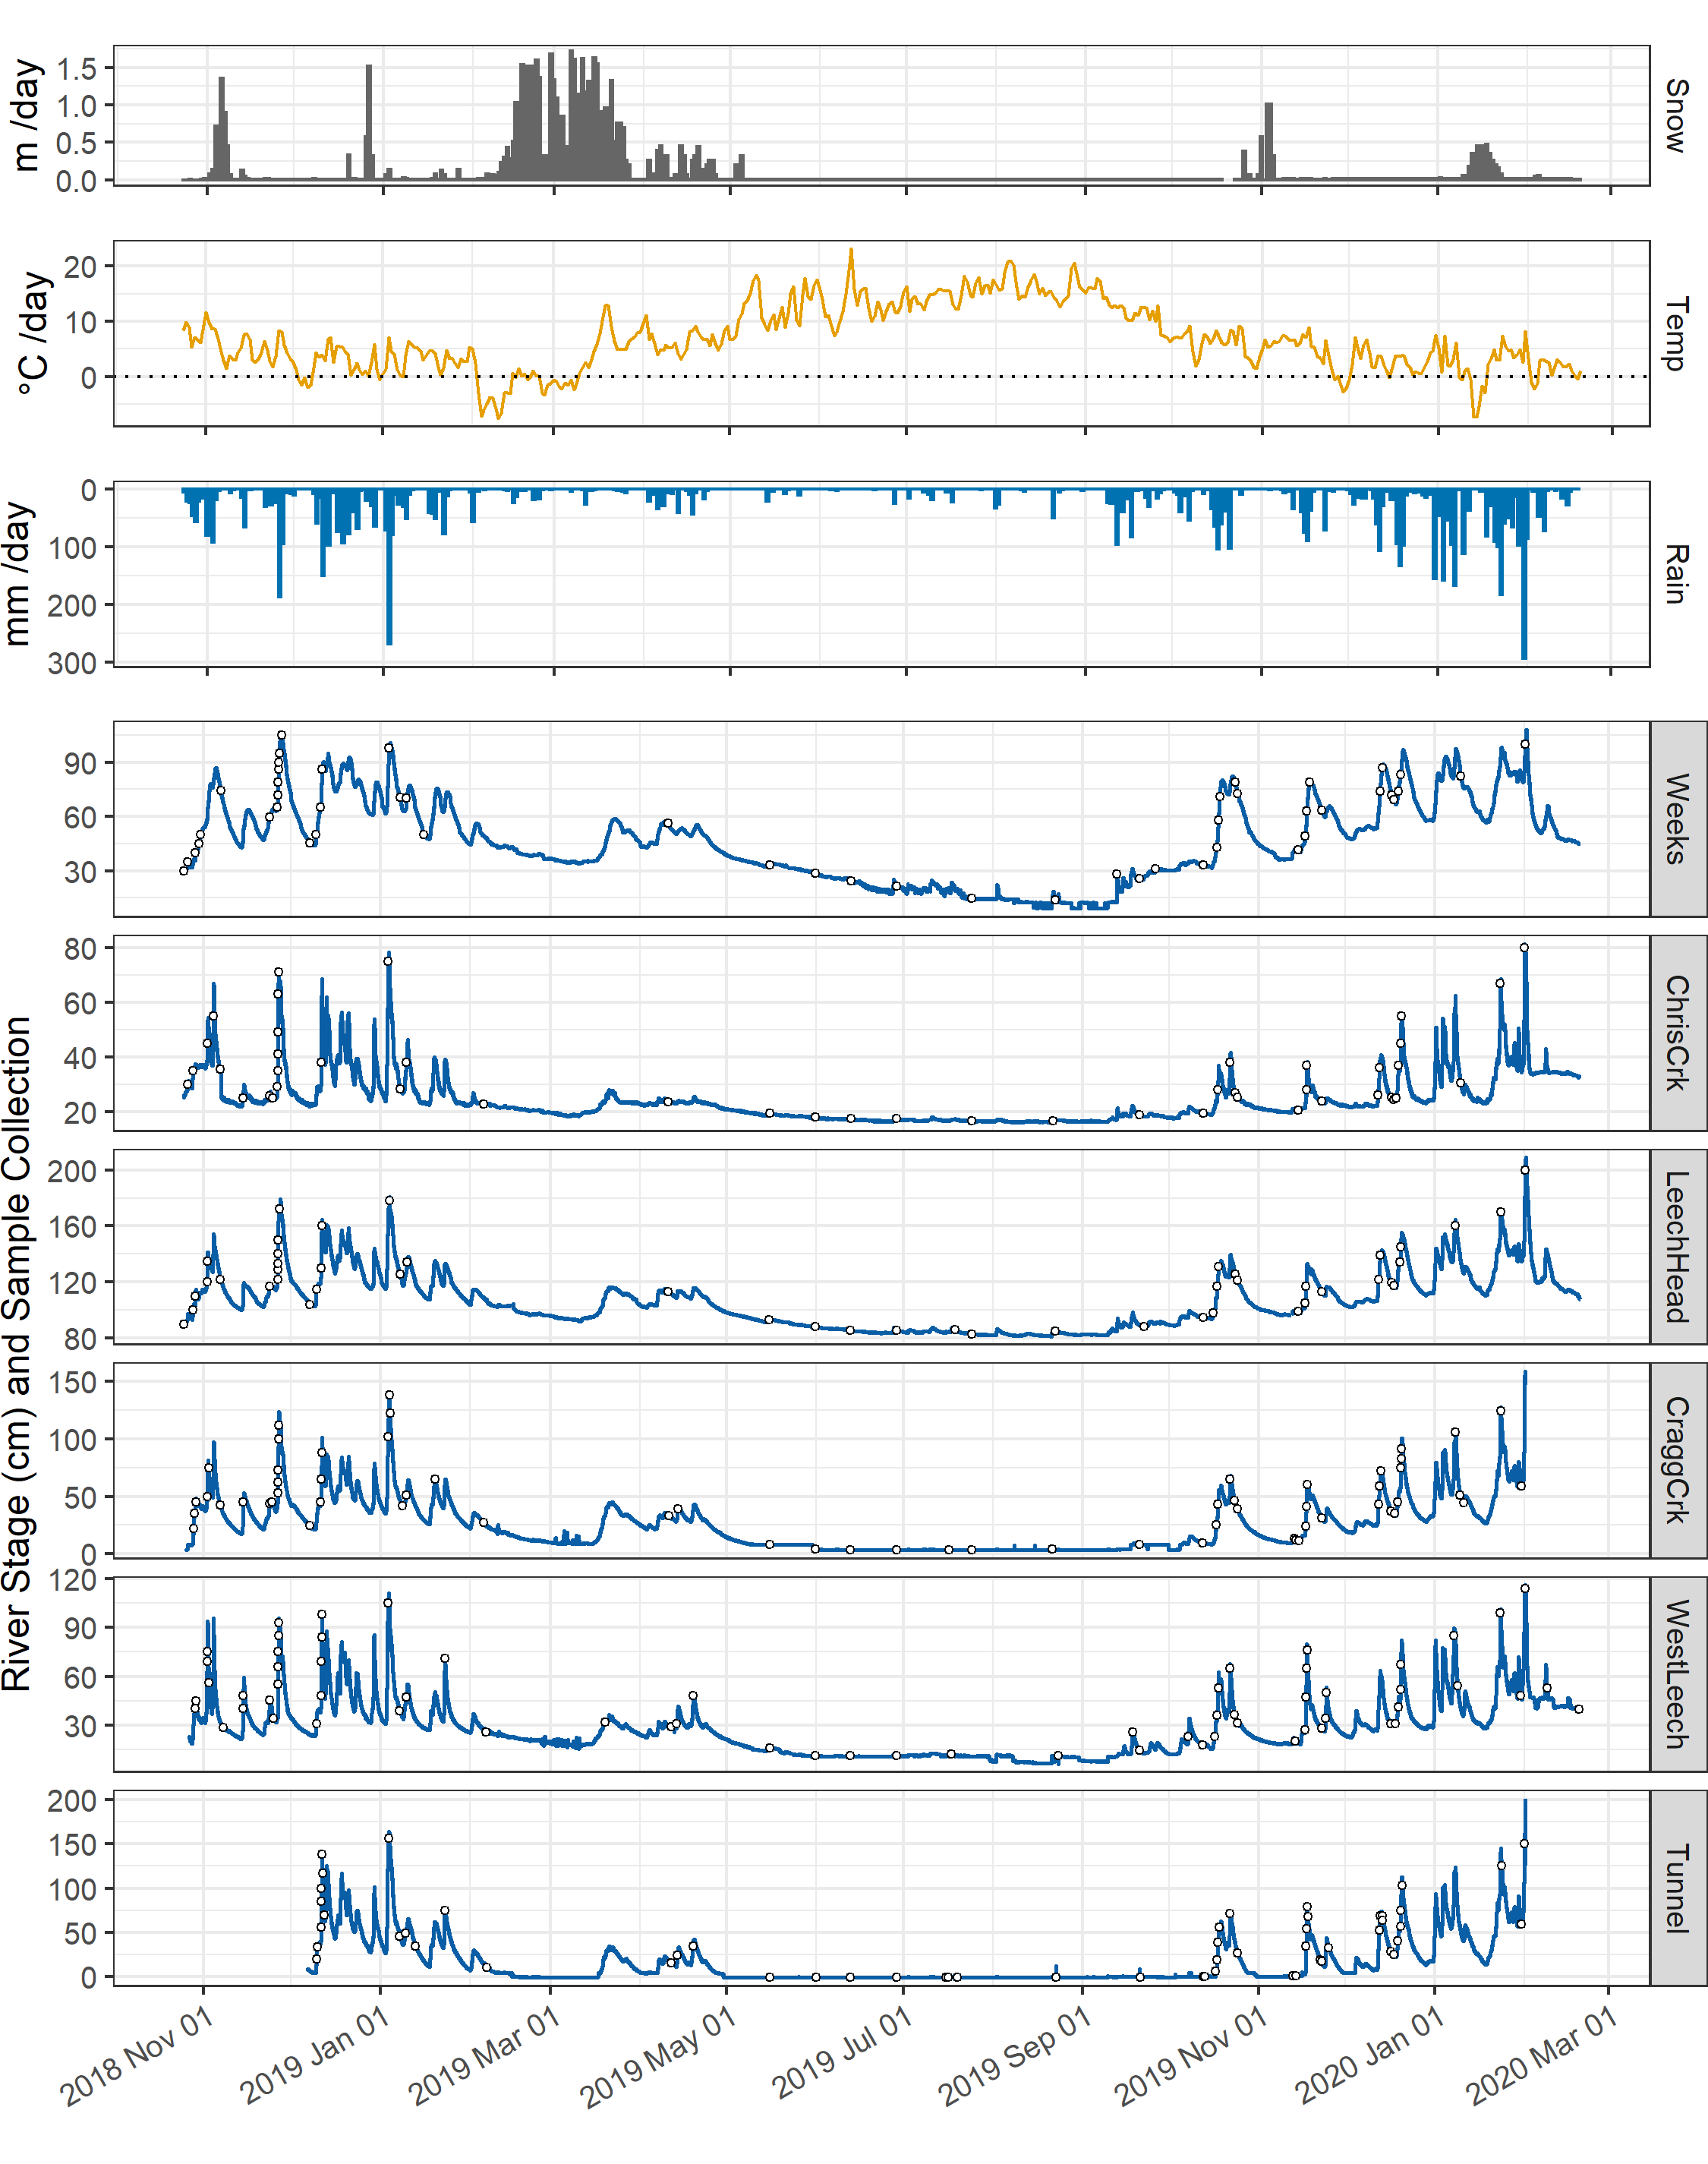 m /day
1.5
1.0
0.5
0.0
Snow
°C /day
20
10
0
Temp
mm /day
0
100
200
300
Rain
River Stage (cm) and Sample Collection
90
60
30
Weeks
80
60
40
20
ChrisCrk
200
160
120
80
LeechHead
150
100
50
0
CraggCrk
120
90
60
30
WestLeech
200
150
100
50
0
Tunnel
2018 Nov 01
2019 Jan 01
2019 Mar 01
2019 May 01
2019 Jul 01
2019 Sep 01
2019 Nov 01
2020 Jan 01
2020 Mar 01